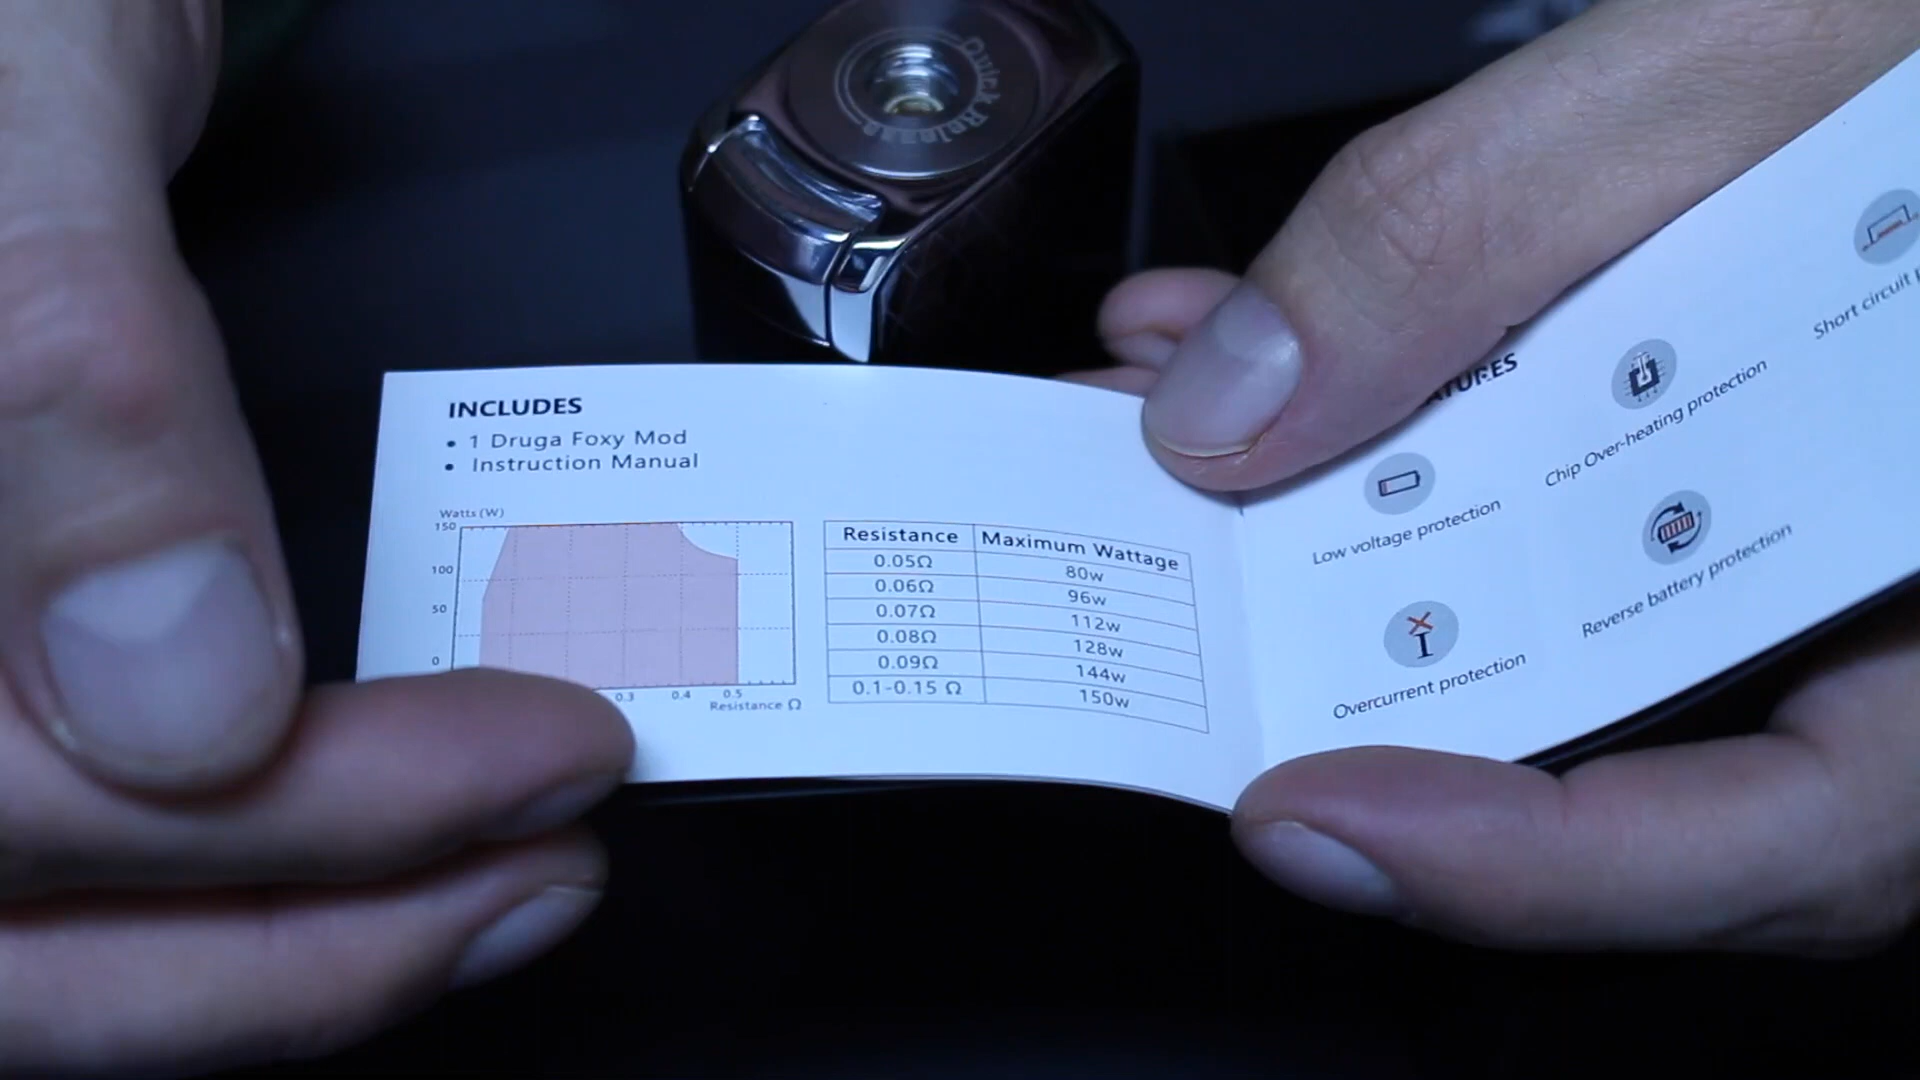 Quick Release
INCLUDES
• 1 Druga Foxy Mod
• Instruction Manual
Watts (W)
150
100
50
0
0.3 0.4 0.5
Resistance Ω
Resistance Maximum Wattage
0.05Ω 80w
0.06Ω 96w
0.07Ω 112w
0.08Ω 128w
0.09Ω 144w
0.1-0.15 Ω 150w
ATURES
Low voltage protection
Chip Over-heating protection
Short circuit
Overcurrent protection
Reverse battery protection